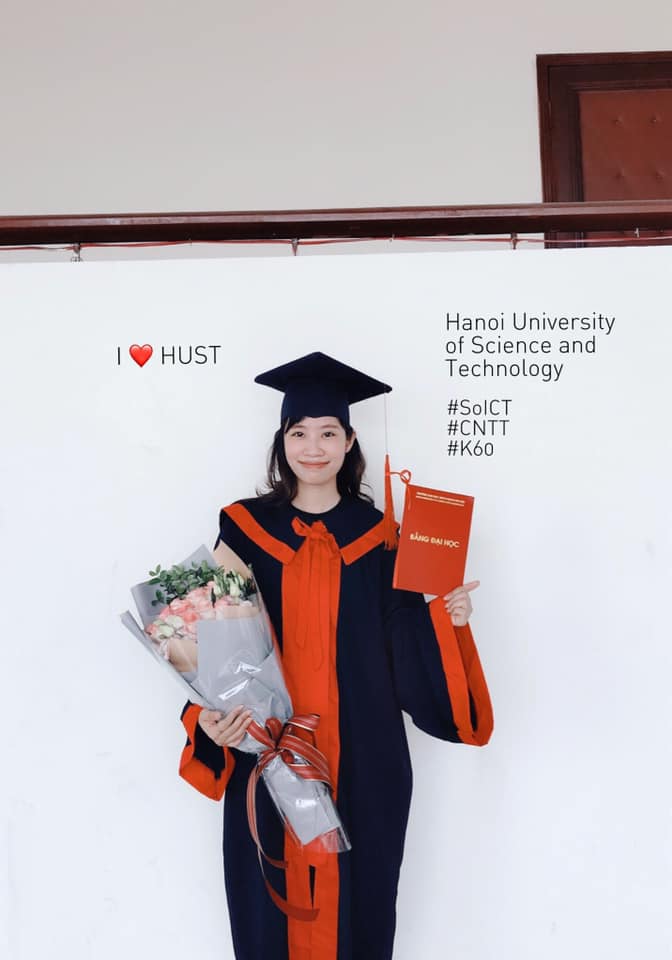 I ❤️ HUST
Hanoi University
of Science and
Technology
#SoICT
#CNTT
#K60
BẰNG ĐẠI HỌC